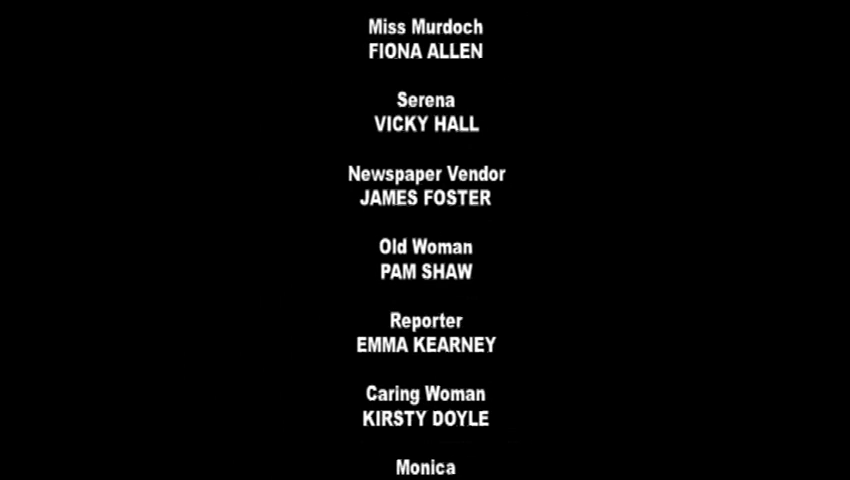 Miss Murdoch
FIONA ALLEN
Serena
VICKY HALL
Newspaper Vendor
JAMES FOSTER
Old Woman
PAM SHAW
Reporter
EMMA KEARNEY
Caring Woman
KIRSTY DOYLE
Monica